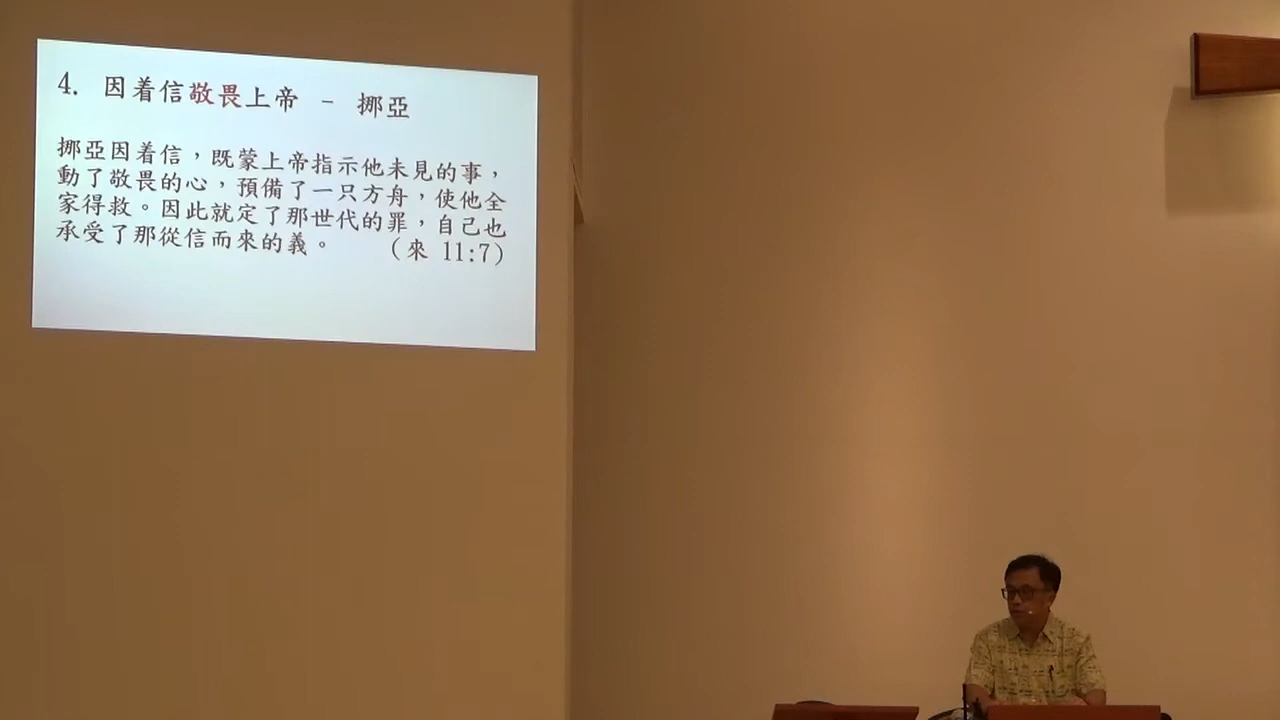 4. 因着信敬畏上帝 - 挪亞
挪亞因着信，既蒙上帝指示他未見的事，
動了敬畏的心，預備了一只方舟，使他全
家得救。因此就定了那世代的罪，自己也
承受了那從信而來的義。 (來 11:7)